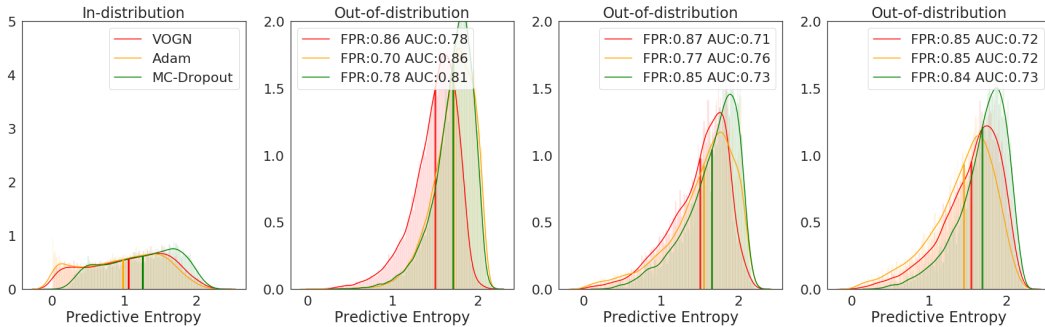 In-distribution
5
4
3
2
1
0
VOGN
Adam
MC-Dropout
0 1 2
Predictive Entropy
Out-of-distribution
2.0
1.5
1.0
0.5
0.0
FPR:0.86 AUC:0.78
FPR:0.70 AUC:0.86
FPR:0.78 AUC:0.81
0 1 2
Predictive Entropy
Out-of-distribution
2.0
1.5
1.0
0.5
0.0
FPR:0.87 AUC:0.71
FPR:0.77 AUC:0.76
FPR:0.85 AUC:0.73
0 1 2
Predictive Entropy
Out-of-distribution
2.0
1.5
1.0
0.5
0.0
FPR:0.85 AUC:0.72
FPR:0.85 AUC:0.72
FPR:0.84 AUC:0.73
0 1 2
Predictive Entropy